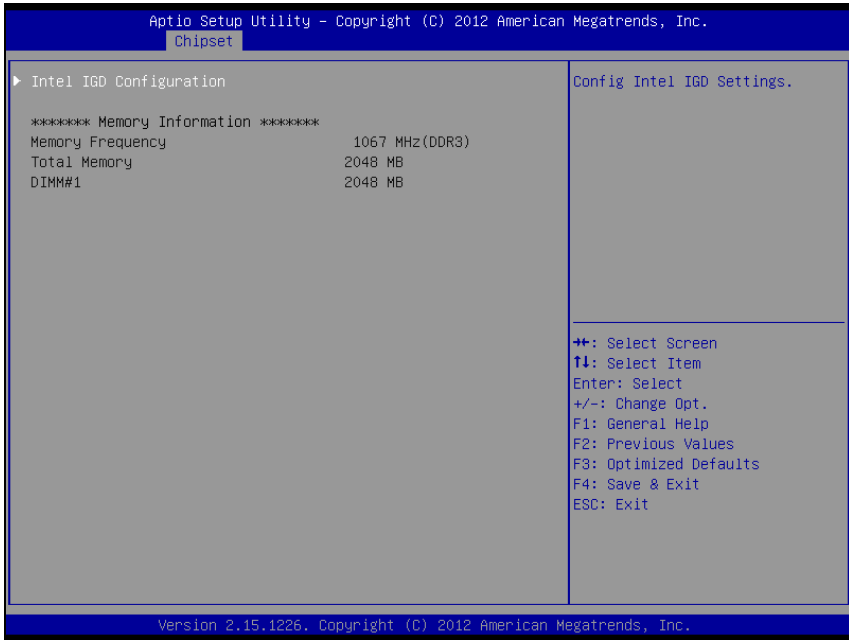 Aptio Setup Utility – Copyright (C) 2012 American Megatrends, Inc.
Chipset
▶ Intel IGD Configuration
******* Memory Information *******
Memory Frequency 1067 MHz(DDR3)
Total Memory 2048 MB
DIMM#1 2048 MB
Config Intel IGD Settings.
→←: Select Screen
↑↓: Select Item
Enter: Select
+/-: Change Opt.
F1: General Help
F2: Previous Values
F3: Optimized Defaults
F4: Save & Exit
ESC: Exit
Version 2.15.1226. Copyright (C) 2012 American Megatrends, Inc.